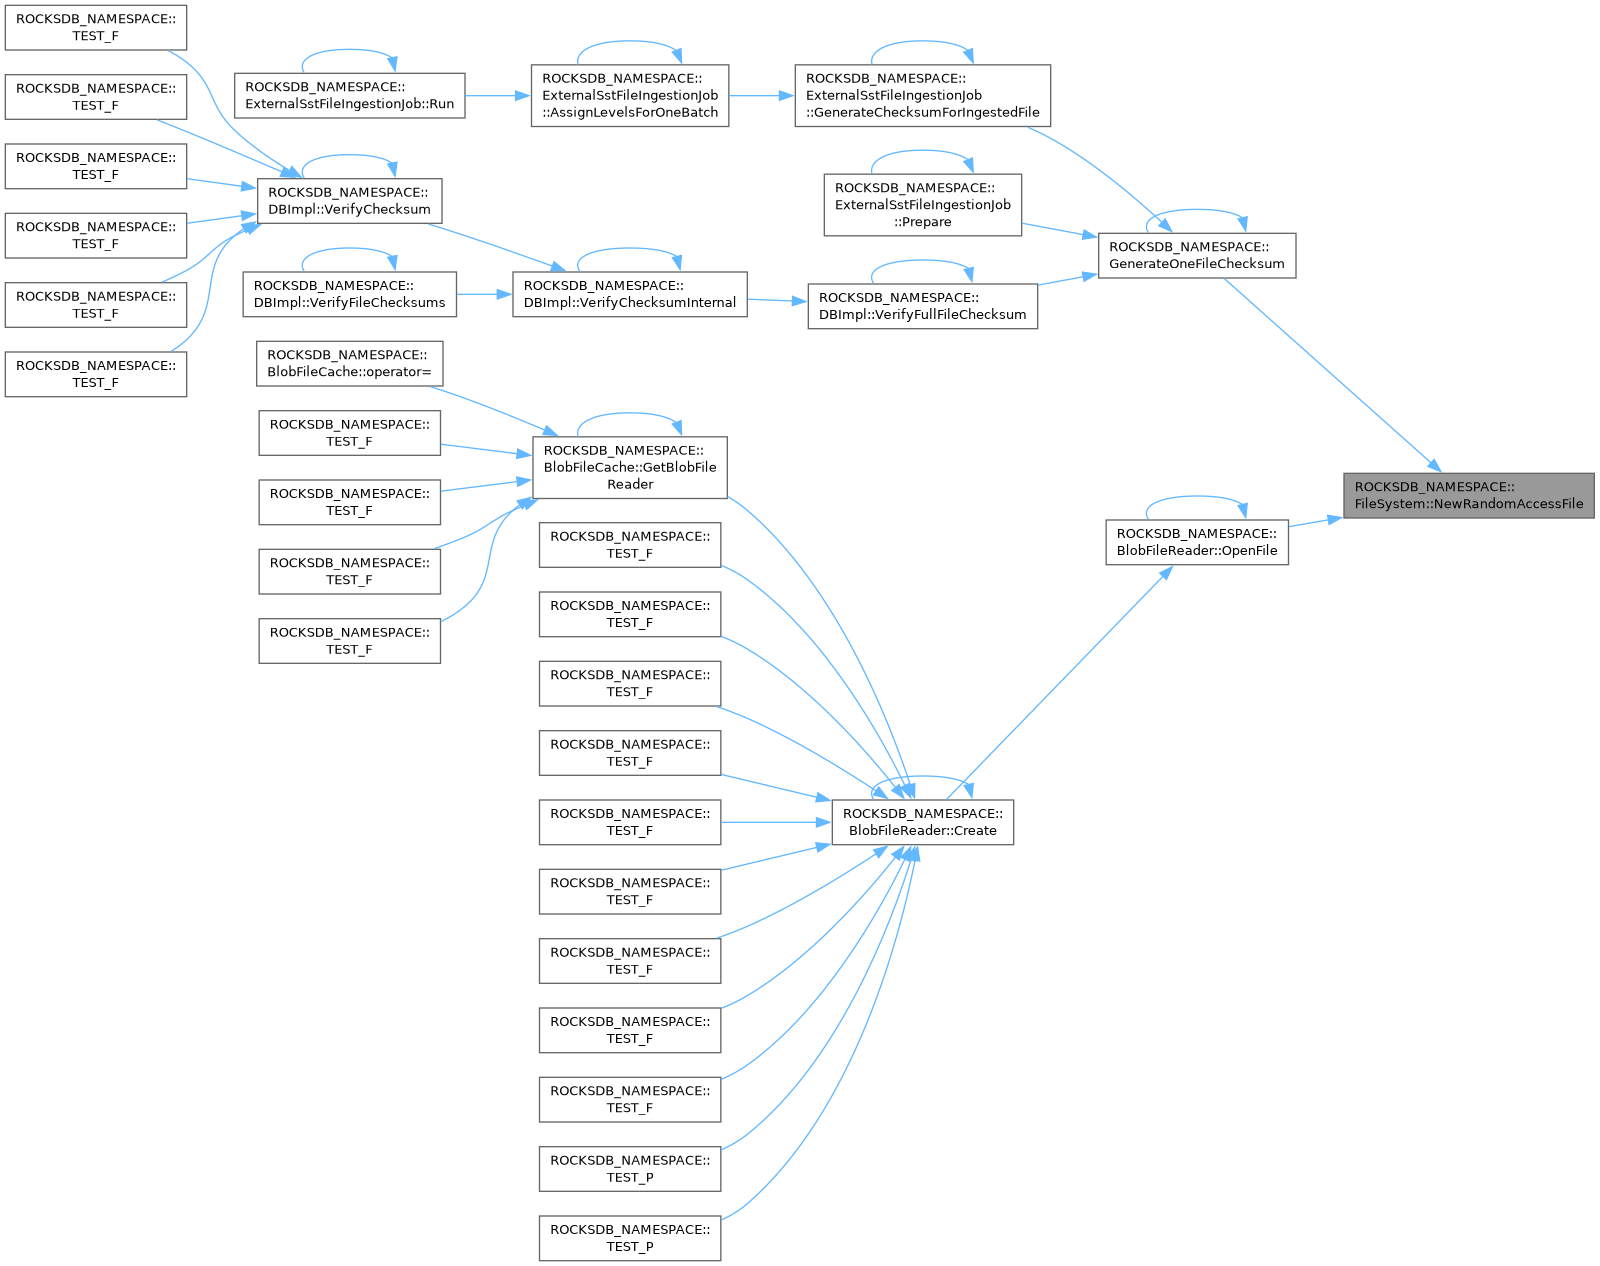 ROCKSDB_NAMESPACE::
TEST_F
ROCKSDB_NAMESPACE::
TEST_F
ROCKSDB_NAMESPACE::
TEST_F
ROCKSDB_NAMESPACE::
TEST_F
ROCKSDB_NAMESPACE::
TEST_F
ROCKSDB_NAMESPACE::
TEST_F
ROCKSDB_NAMESPACE::
ExternalSstFileIngestionJob::Run
ROCKSDB_NAMESPACE::
DBImpl::VerifyChecksum
ROCKSDB_NAMESPACE::
DBImpl::VerifyFileChecksums
ROCKSDB_NAMESPACE::
BlobFileCache::operator=
ROCKSDB_NAMESPACE::
TEST_F
ROCKSDB_NAMESPACE::
TEST_F
ROCKSDB_NAMESPACE::
TEST_F
ROCKSDB_NAMESPACE::
TEST_F
ROCKSDB_NAMESPACE::
ExternalSstFileIngestionJob
::AssignLevelsForOneBatch
ROCKSDB_NAMESPACE::
DBImpl::VerifyChecksumInternal
ROCKSDB_NAMESPACE::
BlobFileCache::GetBlobFile
Reader
ROCKSDB_NAMESPACE::
TEST_F
ROCKSDB_NAMESPACE::
TEST_F
ROCKSDB_NAMESPACE::
TEST_F
ROCKSDB_NAMESPACE::
TEST_F
ROCKSDB_NAMESPACE::
TEST_F
ROCKSDB_NAMESPACE::
TEST_F
ROCKSDB_NAMESPACE::
TEST_F
ROCKSDB_NAMESPACE::
TEST_F
ROCKSDB_NAMESPACE::
TEST_F
ROCKSDB_NAMESPACE::
TEST_P
ROCKSDB_NAMESPACE::
TEST_P
ROCKSDB_NAMESPACE::
ExternalSstFileIngestionJob
::GenerateChecksumForIngestedFile
ROCKSDB_NAMESPACE::
ExternalSstFileIngestionJob
::Prepare
ROCKSDB_NAMESPACE::
DBImpl::VerifyFullFileChecksum
ROCKSDB_NAMESPACE::
BlobFileReader::Create
ROCKSDB_NAMESPACE::
GenerateOneFileChecksum
ROCKSDB_NAMESPACE::
BlobFileReader::OpenFile
ROCKSDB_NAMESPACE::
FileSystem::NewRandomAccessFile